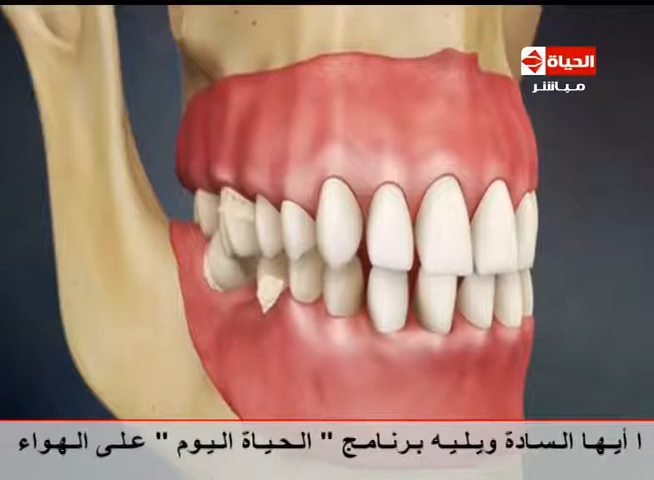 الحياة
مباشر
ا أيها السادة ويليه برنامج " الحياة اليوم " على الهواء